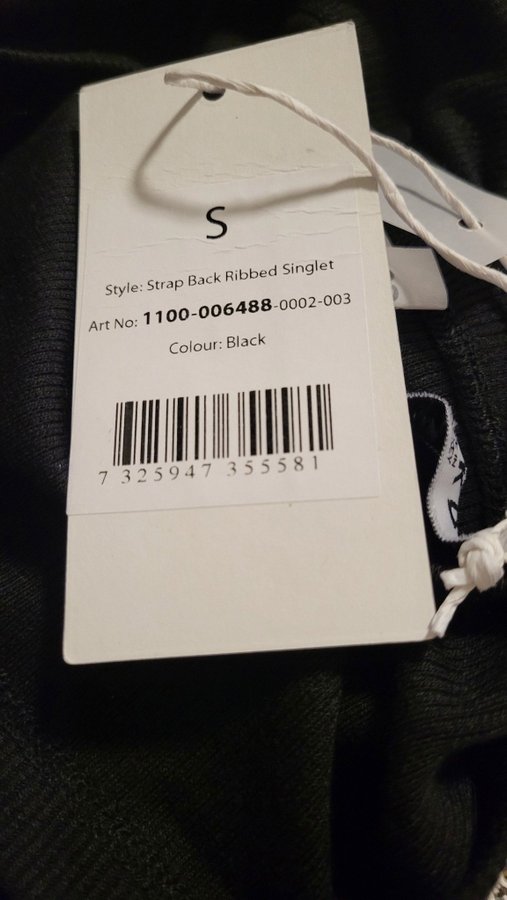 S
Style: Strap Back Ribbed Singlet
Art No: 1100-006488-0002-003
Colour: Black
7 325947 355581